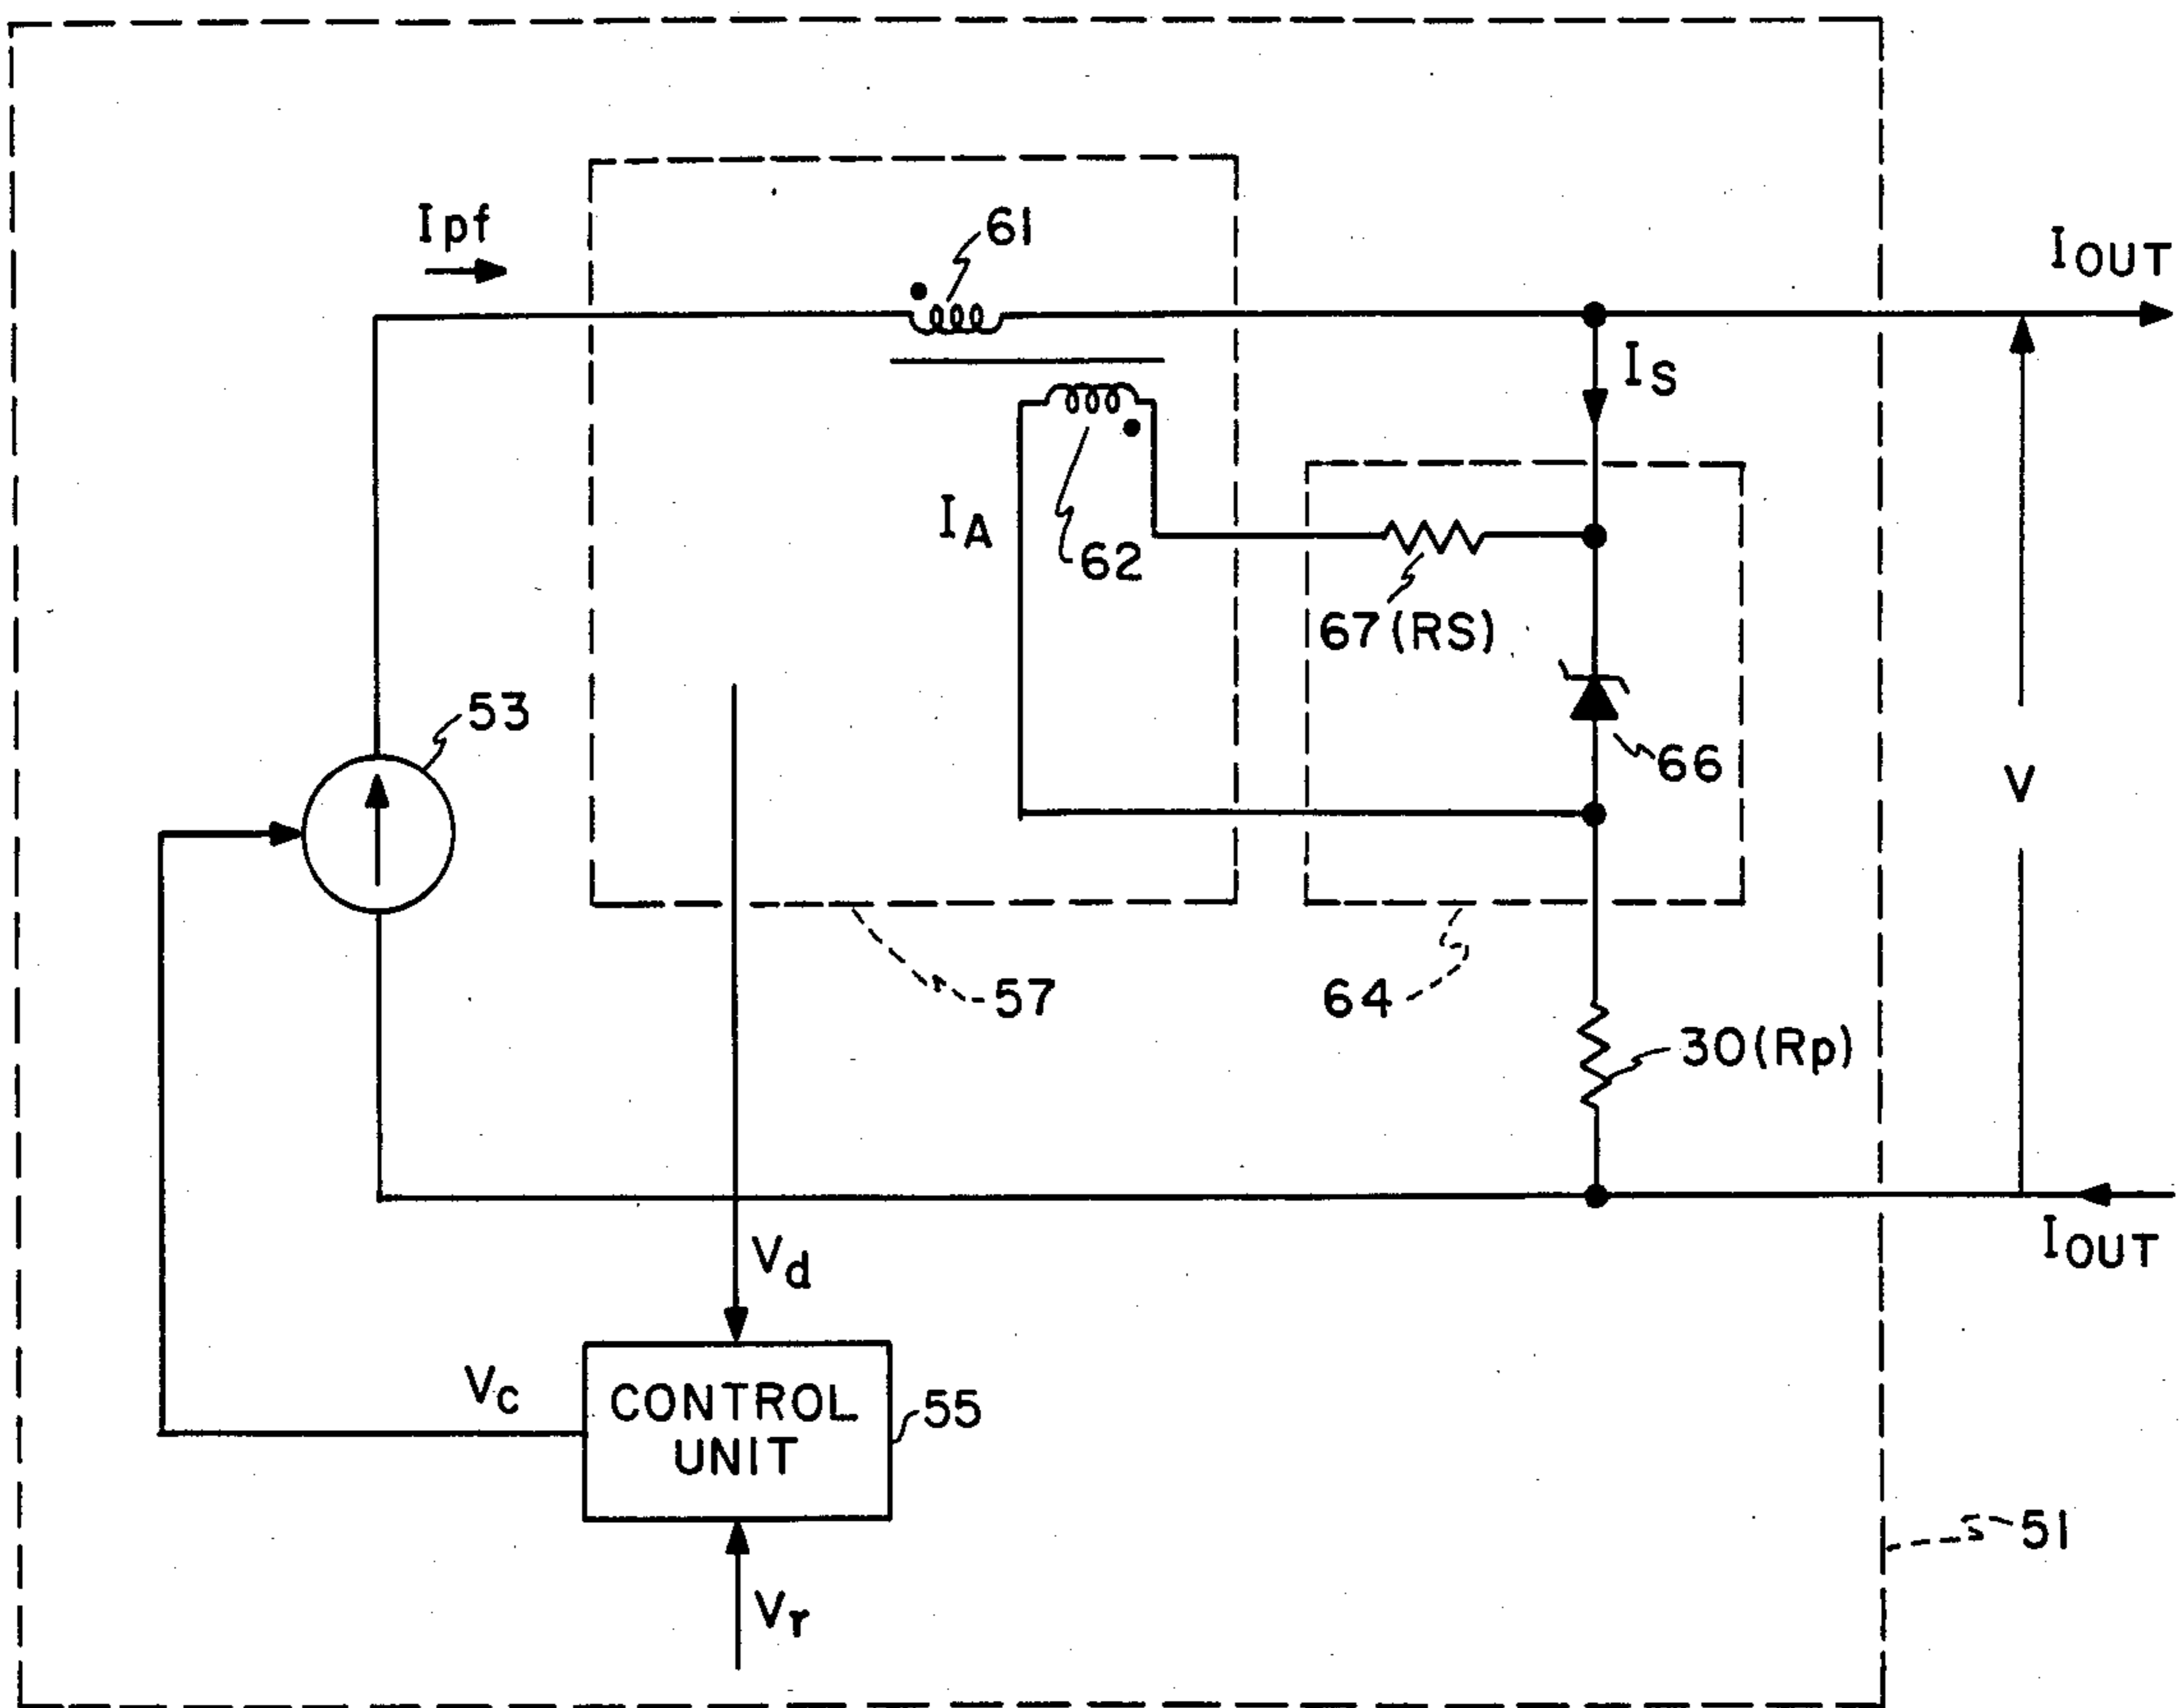 Ipf
61
IOUT
IS
IA
62
67(RS)
53
66
V
57
64
30(Rp)
Vd
IOUT
Vc
CONTROL
UNIT
55
51
Vr